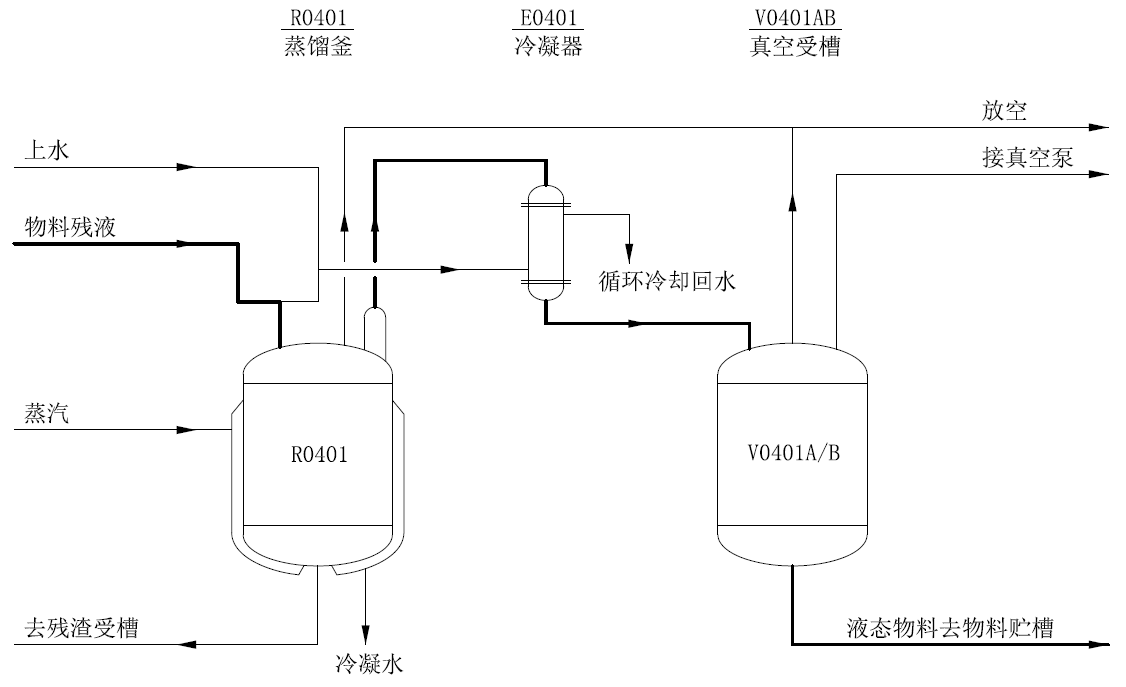 R0401
蒸馏釜
E0401
冷凝器
V0401AB
真空受槽
放空
上水
接真空泵
物料残液
循环冷却回水
蒸汽
R0401
V0401A/B
去残渣受槽
液态物料去物料贮槽
冷凝水